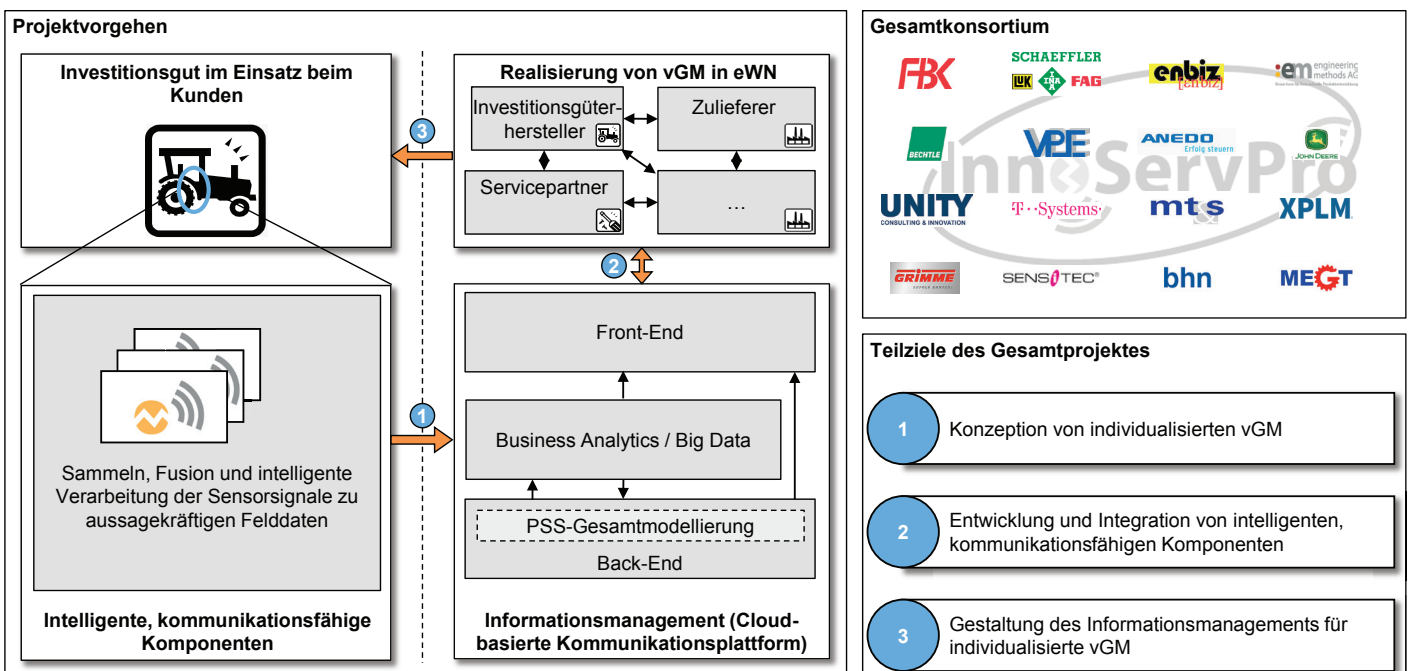 Projektvorgehen
Investitionsgut im Einsatz beim
Kunden
3
Realisierung von vGM in eWN
Investitionsgüter-
hersteller
Zulieferer
Servicepartner
…
2
Sammeln, Fusion und intelligente
Verarbeitung der Sensorsignale zu
aussagekräftigen Felddaten
Intelligente, kommunikationsfähige
Komponenten
1
Front-End
Business Analytics / Big Data
PSS-Gesamtmodellierung
Back-End
Informationsmanagement (Cloud-
basierte Kommunikationsplattform)
Gesamtkonsortium
InnoServPro
FBK
SCHAEFFLER
LUK INA FAG
enbiz
[enbiz]
:em engineering
methods AG
BECHTLE
VPE
ANEDO
Erfolg steuern
JOHN DEERE
UNITY
CONSULTING & INNOVATION
T··Systems·
mts
XPLM
GRIMME
SENSITEC®
bhn
MEGT
Teilziele des Gesamtprojektes
1
Konzeption von individualisierten vGM
2
Entwicklung und Integration von intelligenten,
kommunikationsfähigen Komponenten
3
Gestaltung des Informationsmanagements für
individualisierte vGM